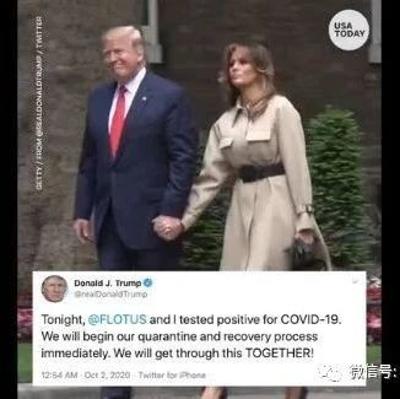 USA
TODAY
GETTY / FROM @REALDONALDTRUMP / TWITTER
Donald J. Trump
@realDonaldTrump
Tonight, @FLOTUS and I tested positive for COVID-19.
We will begin our quarantine and recovery process
immediately. We will get through this TOGETHER!
12:54 AM · Oct 2, 2020 · Twitter for iPhone
微信号: